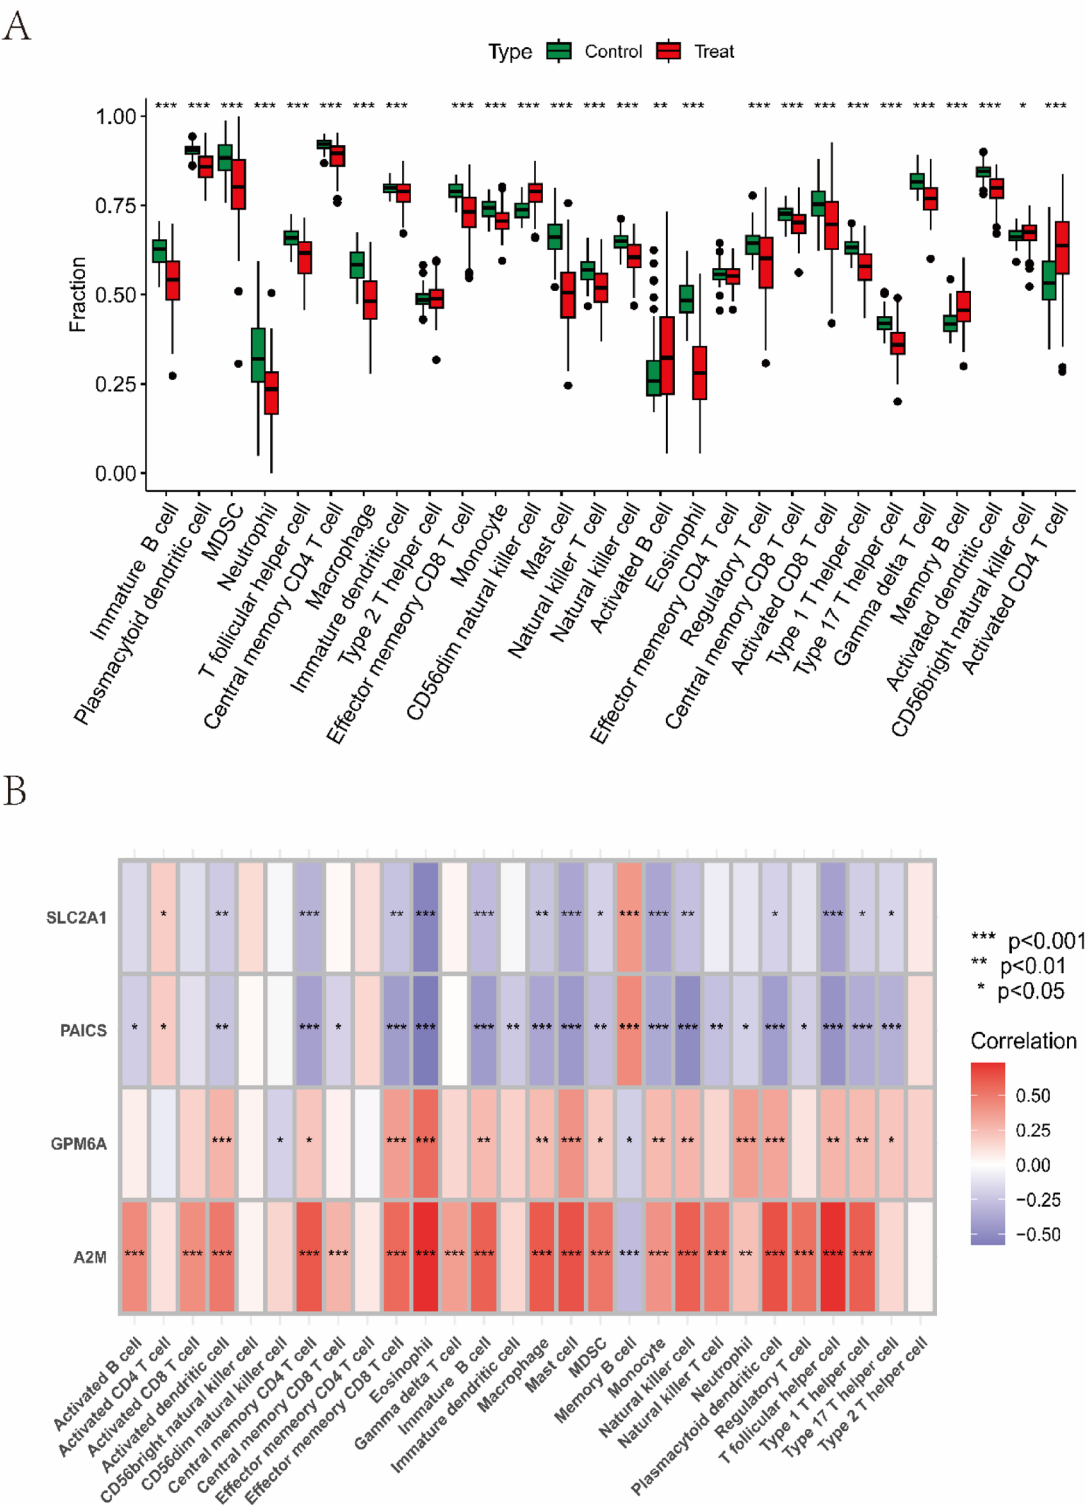 A
Type Control Treat
*** *** *** *** *** *** *** *** *** *** *** *** *** *** ** *** *** *** *** *** *** *** *** *** * ***
1.00
0.75
0.50
0.25
0.00
Fraction
Immature B cell
Plasmacytoid dendritic cell
MDSC
Neutrophil
T follicular helper cell
Central memory CD4 T cell
Macrophage
Immature dendritic cell
Type 2 T helper cell
Effector memeory CD8 T cell
Monocyte
CD56dim natural killer cell
Mast cell
Natural killer T cell
Natural killer cell
Activated B cell
Eosinophil
Effector memeory CD4 T cell
Regulatory T cell
Central memory CD8 T cell
Activated CD8 T cell
Type 1 T helper cell
Type 17 T helper cell
Gamma delta T cell
Memory B cell
Activated dendritic cell
CD56bright natural killer cell
Activated CD4 T cell
B
SLC2A1 * ** *** ** *** *** ** *** * *** *** ** * *** * *
PAICS * * ** *** * *** *** *** ** *** *** ** *** *** *** ** * *** * *** *** ***
GPM6A *** * * *** *** ** ** *** * * ** ** *** *** ** ** *
A2M *** *** *** *** *** *** *** *** *** *** *** *** *** *** *** *** ** *** *** *** ***
*** p<0.001
** p<0.01
* p<0.05
Correlation
0.50
0.25
0.00
−0.25
−0.50
Activated B cell
Activated CD4 T cell
Activated CD8 T cell
Activated dendritic cell
CD56bright natural killer cell
CD56dim natural killer cell
Central memory CD4 T cell
Central memory CD8 T cell
Effector memeory CD4 T cell
Effector memeory CD8 T cell
Eosinophil
Gamma delta T cell
Immature B cell
Immature dendritic cell
Macrophage
Mast cell
MDSC
Memory B cell
Monocyte
Natural killer cell
Natural killer T cell
Neutrophil
Plasmacytoid dendritic cell
Regulatory T cell
T follicular helper cell
Type 1 T helper cell
Type 17 T helper cell
Type 2 T helper cell